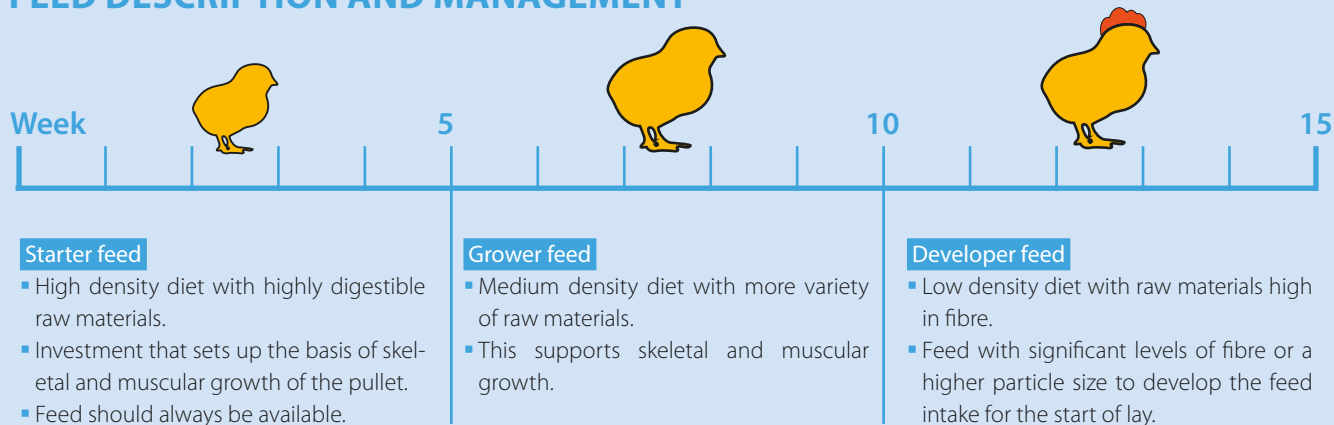 FEED DESCRIPTION AND MANAGEMENT
Week 5 10 15
Starter feed
▪ High density diet with highly digestible
raw materials.
▪ Investment that sets up the basis of skel-
etal and muscular growth of the pullet.
▪ Feed should always be available.
Grower feed
▪ Medium density diet with more variety
of raw materials.
▪ This supports skeletal and muscular
growth.
Developer feed
▪ Low density diet with raw materials high
in fibre.
▪ Feed with significant levels of fibre or a
higher particle size to develop the feed
intake for the start of lay.